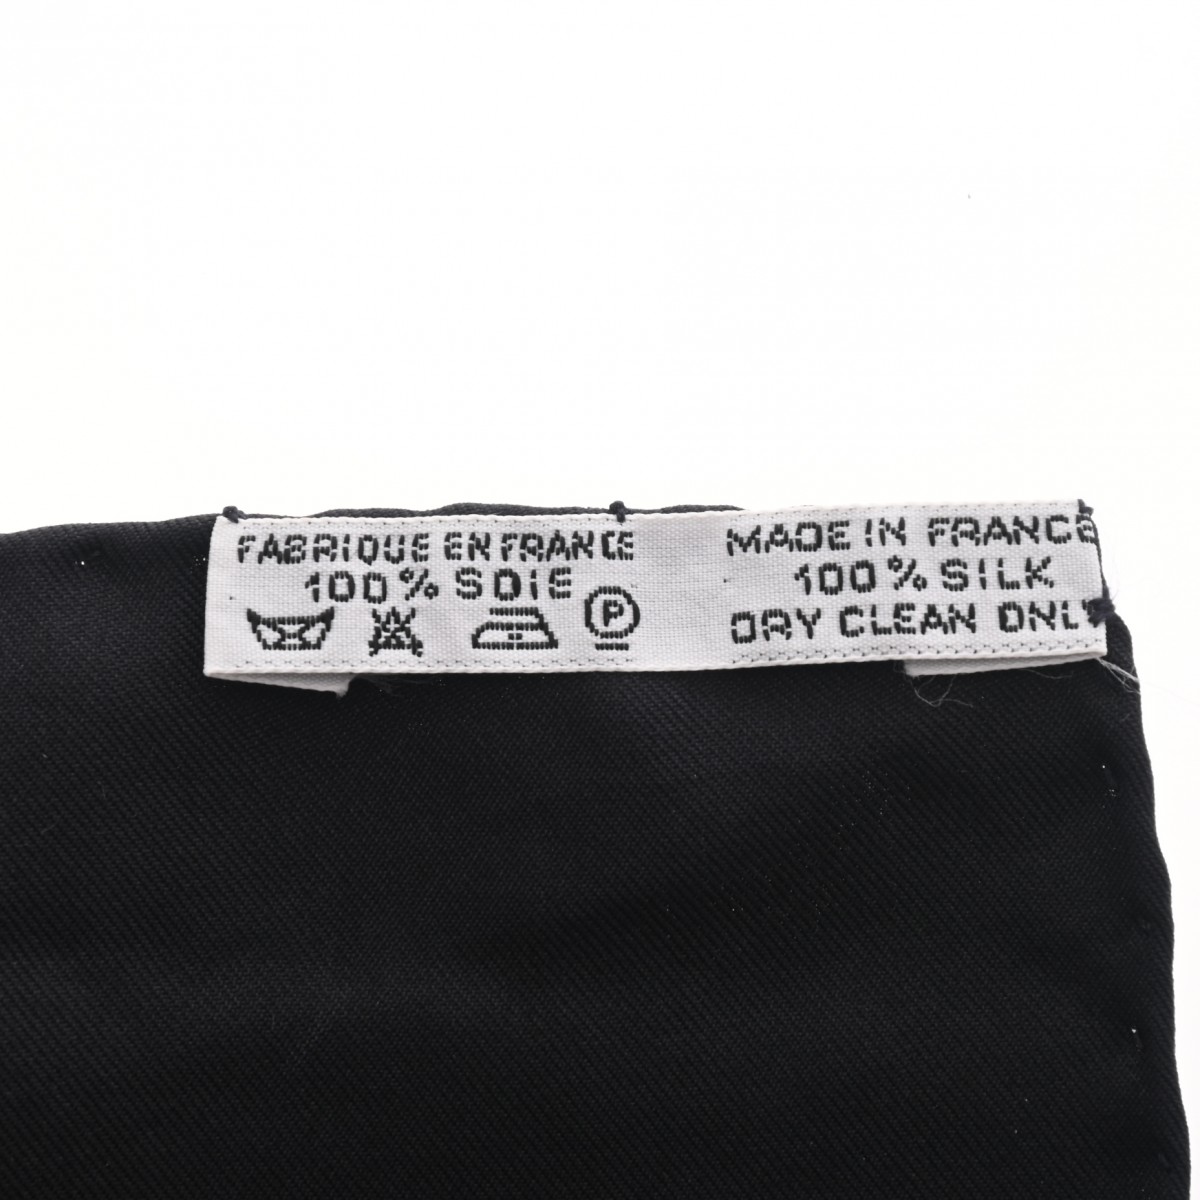 FABRIQUE EN FRANCE
100% SOIE
P
MADE IN FRANCE
100% SILK
DRY CLEAN ONLY